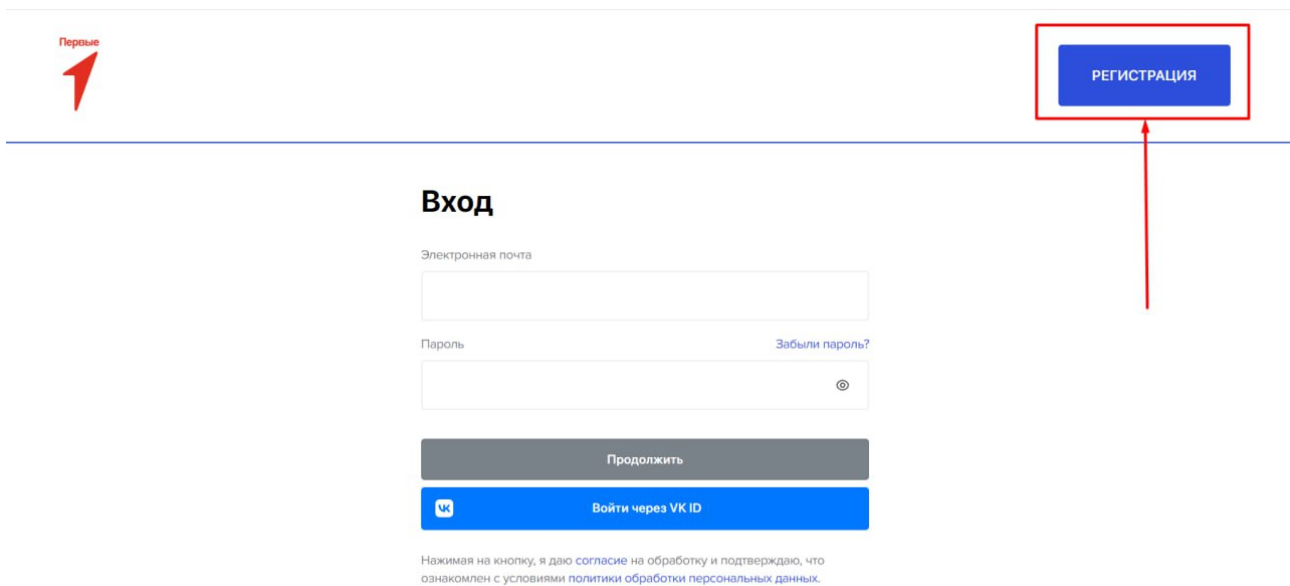 Первые
РЕГИСТРАЦИЯ
Вход
Электронная почта
Пароль
Забыли пароль?
Продолжить
Войти через VK ID
Нажимая на кнопку, я даю согласие на обработку и подтверждаю, что
ознакомлен с условиями политики обработки персональных данных.